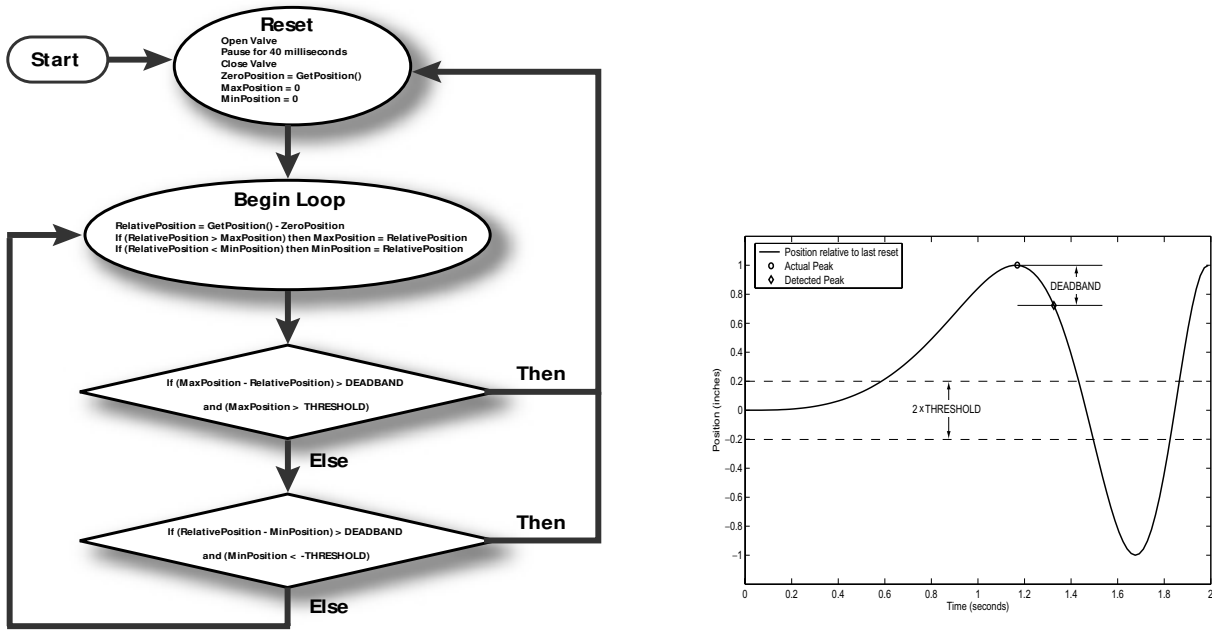 Start
Reset
Open Valve
Pause for 40 milliseconds
Close Valve
ZeroPosition = GetPosition()
MaxPosition = 0
MinPosition = 0
Begin Loop
RelativePosition = GetPosition() - ZeroPosition
If (RelativePosition > MaxPosition) then MaxPosition = RelativePosition
If (RelativePosition < MinPosition) then MinPosition = RelativePosition
If (MaxPosition - RelativePosition) > DEADBAND
and (MaxPosition > THRESHOLD)
Then
Else
If (RelativePosition - MinPosition) > DEADBAND
and (MinPosition < -THRESHOLD)
Then
Else
Position relative to last reset
Actual Peak
Detected Peak
DEADBAND
2 x THRESHOLD
Position (inches)
1
0.8
0.6
0.4
0.2
0
−0.2
−0.4
−0.6
−0.8
−1
0 0.2 0.4 0.6 0.8 1 1.2 1.4 1.6 1.8 2
Time (seconds)